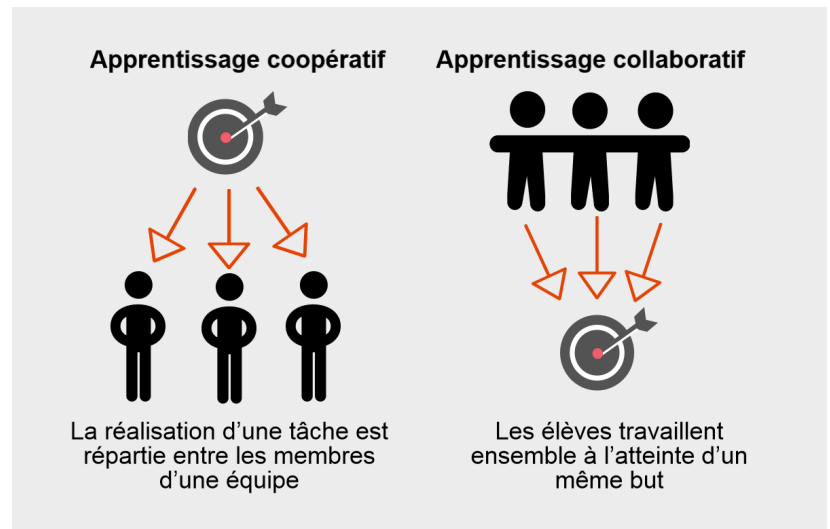 Apprentissage coopératif
La réalisation d’une tâche est
répartie entre les membres
d’une équipe
Apprentissage collaboratif
Les élèves travaillent
ensemble à l’atteinte d’un
même but